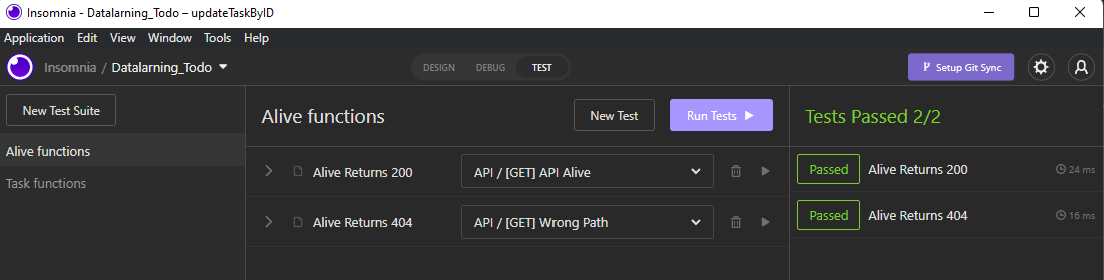 Insomnia - Datalarning_Todo – updateTaskByID
Application Edit View Window Tools Help
Insomnia / Datalarning_Todo DESIGN DEBUG TEST Setup Git Sync
New Test Suite
Alive functions
Task functions
Alive functions New Test Run Tests
Alive Returns 200 API / [GET] API Alive
Alive Returns 404 API / [GET] Wrong Path
Tests Passed 2/2
Passed Alive Returns 200 24 ms
Passed Alive Returns 404 16 ms